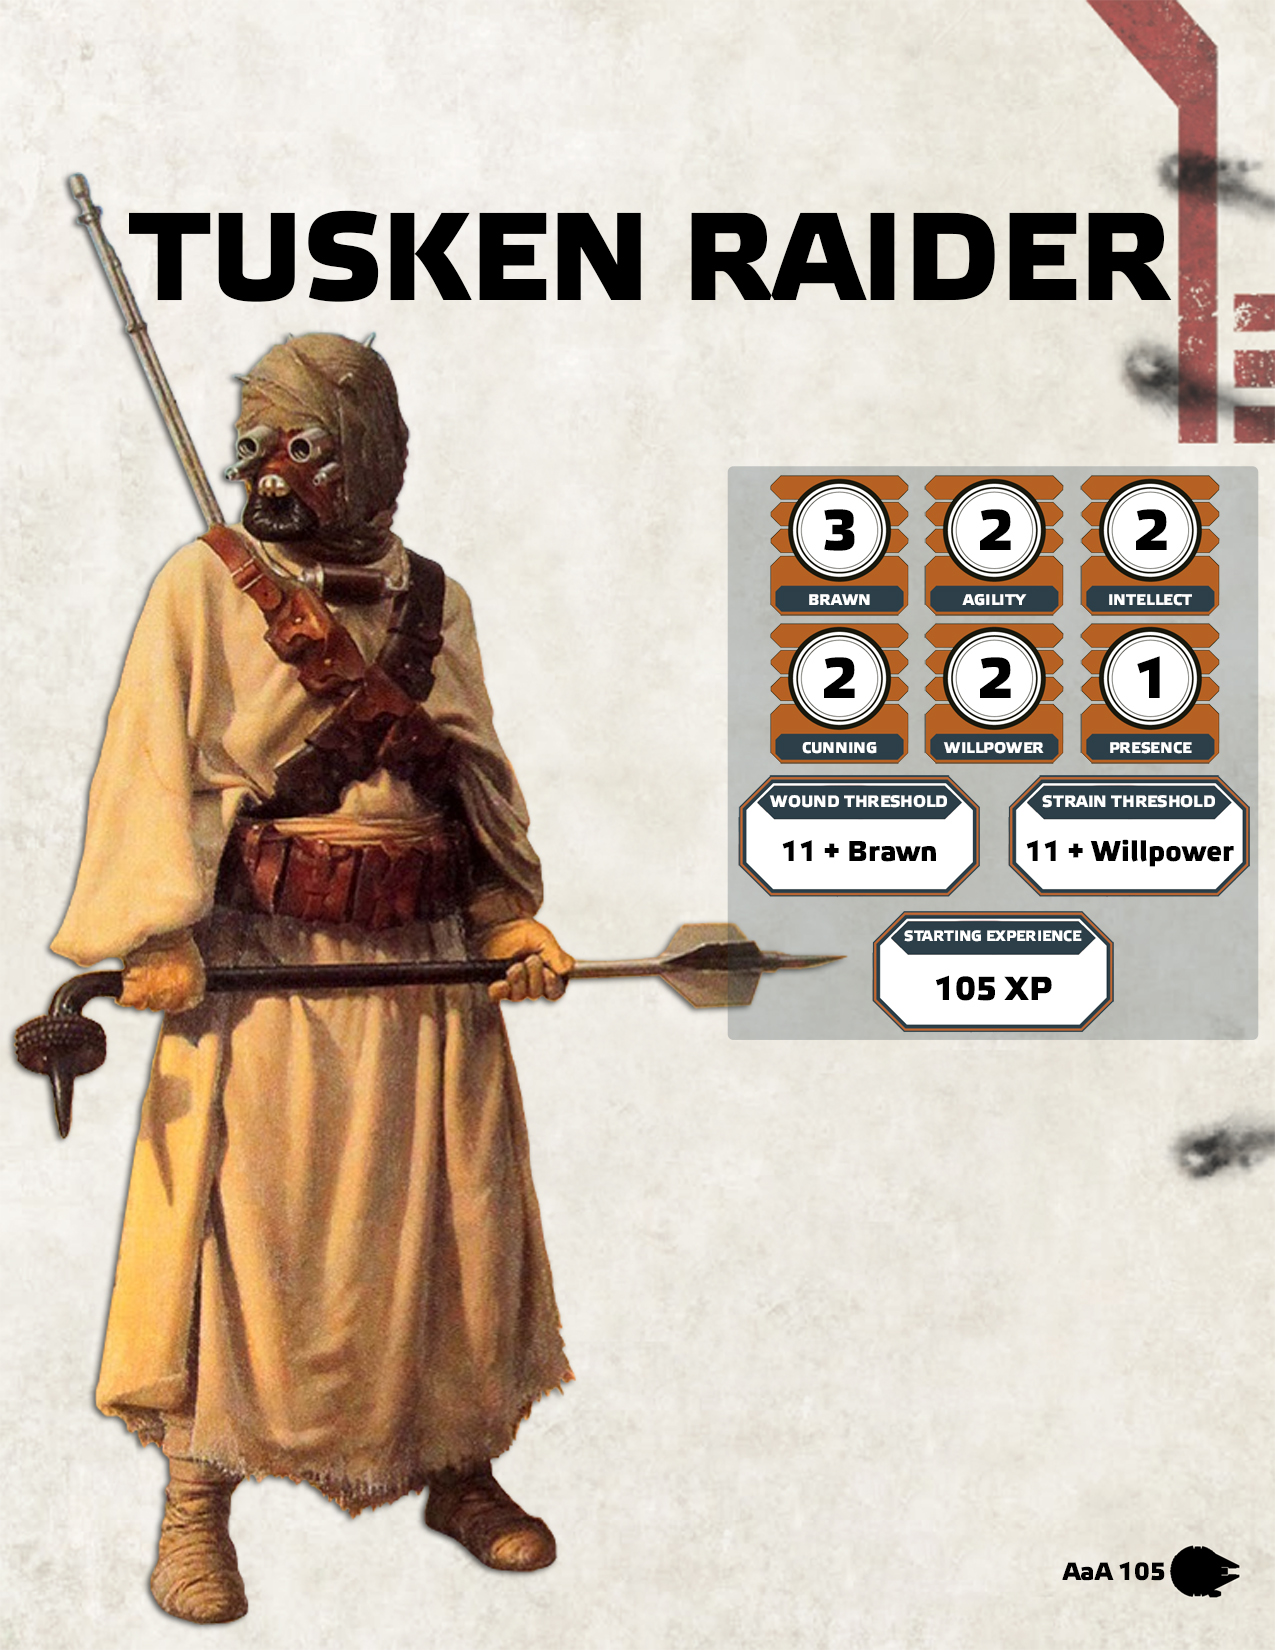 TUSKEN RAIDER
3 2 2
BRAWN AGILITY INTELLECT
2 2 1
CUNNING WILLPOWER PRESENCE
WOUND THRESHOLD STRAIN THRESHOLD
11 + Brawn 11 + Willpower
STARTING EXPERIENCE
105 XP
AaA 105